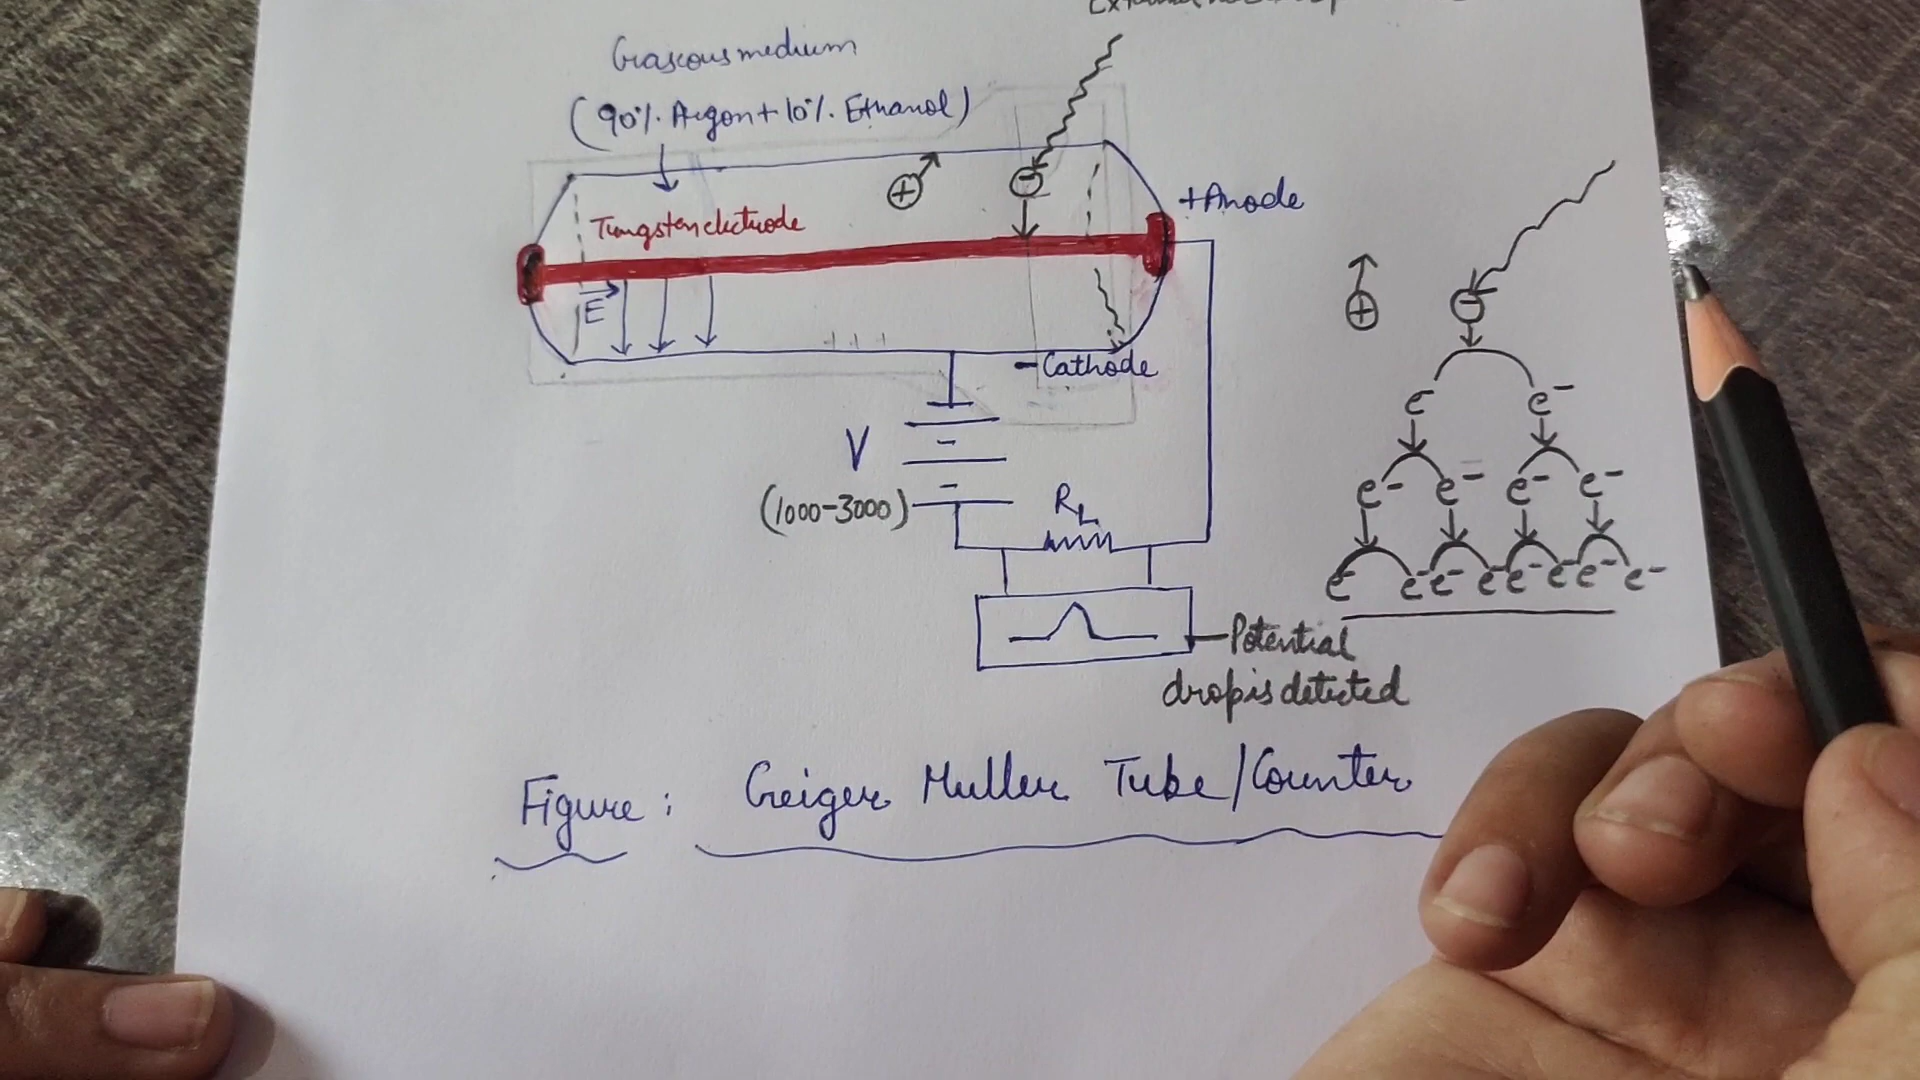 Gaseous medium
(90% Argon + 10% Ethanol)
Tungsten electrode
+ -
+ Anode
E
- Cathode
V
(1000-3000)
RL
Potential
drop is detected
+ -
e- e-
e- e- e- e-
e- e- e- e- e- e- e- e-
Figure : Geiger Muller Tube/Counter